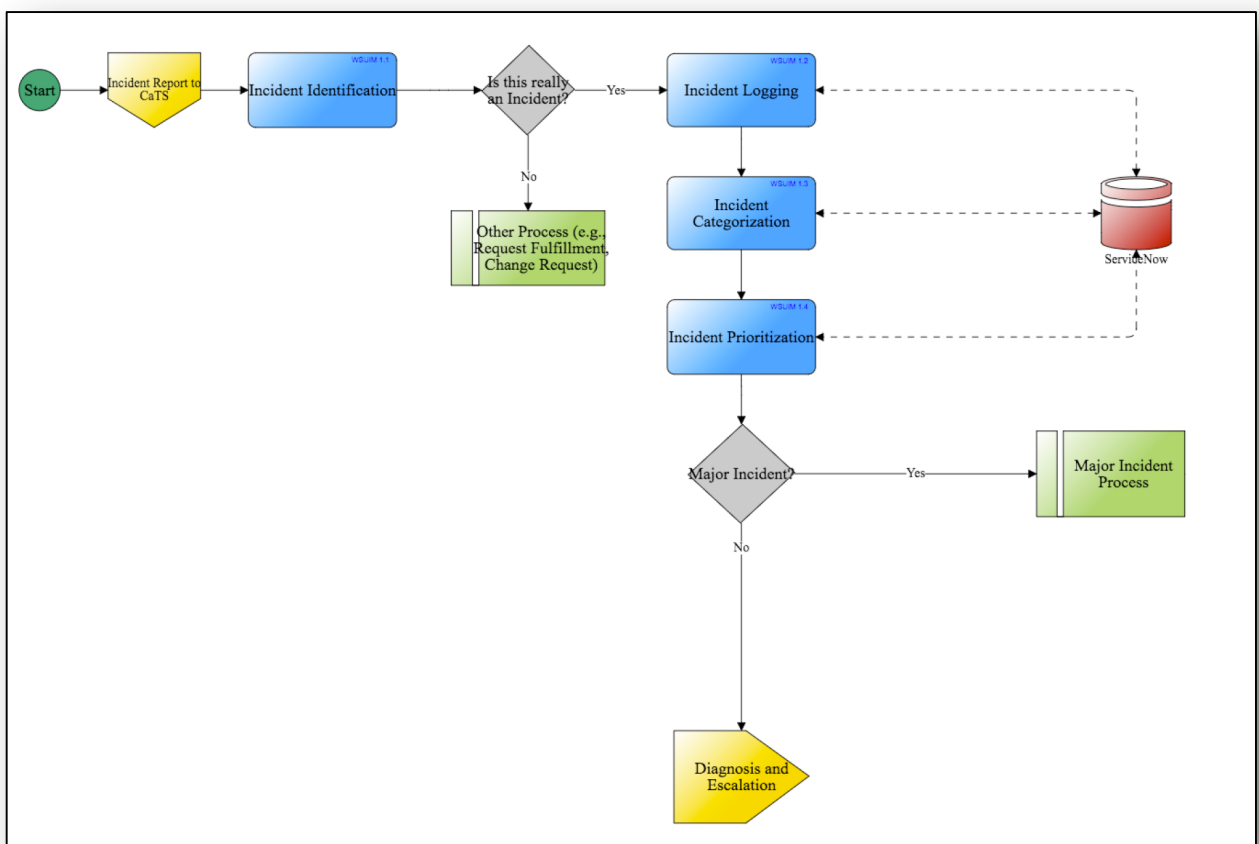 Start
Incident Report to
CaTS
WSUIM 1.1
Incident Identification
Is this really
an Incident?
Yes
No
Other Process (e.g.,
Request Fulfillment,
Change Request)
WSUIM 1.2
Incident Logging
WSUIM 1.3
Incident
Categorization
ServiceNow
WSUIM 1.4
Incident Prioritization
Major Incident?
Yes
Major Incident
Process
No
Diagnosis and
Escalation